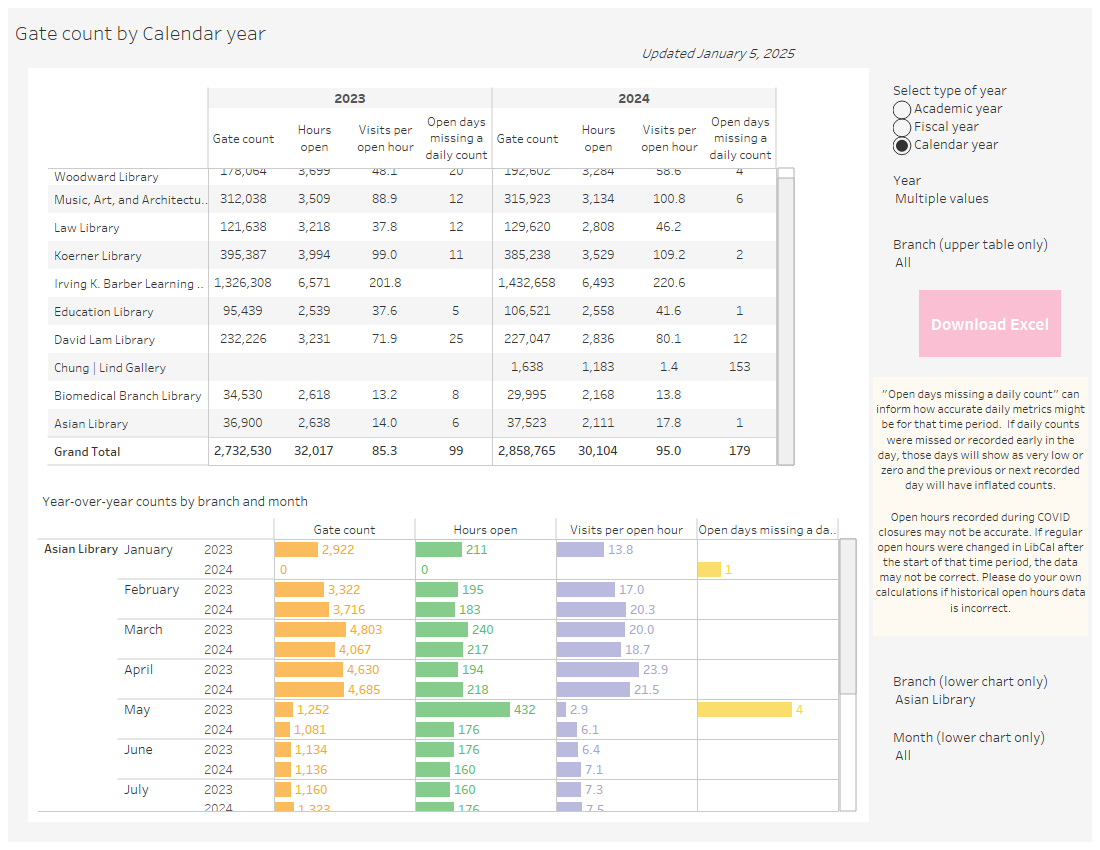 Gate count by Calendar year
Updated January 5, 2025
2023 2024
Gate count Hours open Visits per open hour Open days missing a daily count Gate count Hours open Visits per open hour Open days missing a daily count
Woodward Library 178,064 3,699 48.1 20 192,602 3,284 58.6 4
Music, Art, and Architectu.. 312,038 3,509 88.9 12 315,923 3,134 100.8 6
Law Library 121,638 3,218 37.8 12 129,620 2,808 46.2
Koerner Library 395,387 3,994 99.0 11 385,238 3,529 109.2 2
Irving K. Barber Learning .. 1,326,308 6,571 201.8 1,432,658 6,493 220.6
Education Library 95,439 2,539 37.6 5 106,521 2,558 41.6 1
David Lam Library 232,226 3,231 71.9 25 227,047 2,836 80.1 12
Chung | Lind Gallery 1,638 1,183 1.4 153
Biomedical Branch Library 34,530 2,618 13.2 8 29,995 2,168 13.8
Asian Library 36,900 2,638 14.0 6 37,523 2,111 17.8 1
Grand Total 2,732,530 32,017 85.3 99 2,858,765 30,104 95.0 179
Year-over-year counts by branch and month
Gate count Hours open Visits per open hour Open days missing a da..
Asian Library January 2023 2,922 211 13.8
2024 0 0 1
February 2023 3,322 195 17.0
2024 3,716 183 20.3
March 2023 4,803 240 20.0
2024 4,067 217 18.7
April 2023 4,630 194 23.9
2024 4,685 218 21.5
May 2023 1,252 432 2.9 4
2024 1,081 176 6.1
June 2023 1,134 176 6.4
2024 1,136 160 7.1
July 2023 1,160 160 7.3
2024 1,323 176 7.5
Select type of year
Academic year
Fiscal year
Calendar year
Year
Multiple values
Branch (upper table only)
All
Download Excel
"Open days missing a daily count" can
inform how accurate daily metrics might
be for that time period. If daily counts
were missed or recorded early in the
day, those days will show as very low or
zero and the previous or next recorded
day will have inflated counts.
Open hours recorded during COVID
closures may not be accurate. If regular
open hours were changed in LibCal after
the start of that time period, the data
may not be correct. Please do your own
calculations if historical open hours data
is incorrect.
Branch (lower chart only)
Asian Library
Month (lower chart only)
All